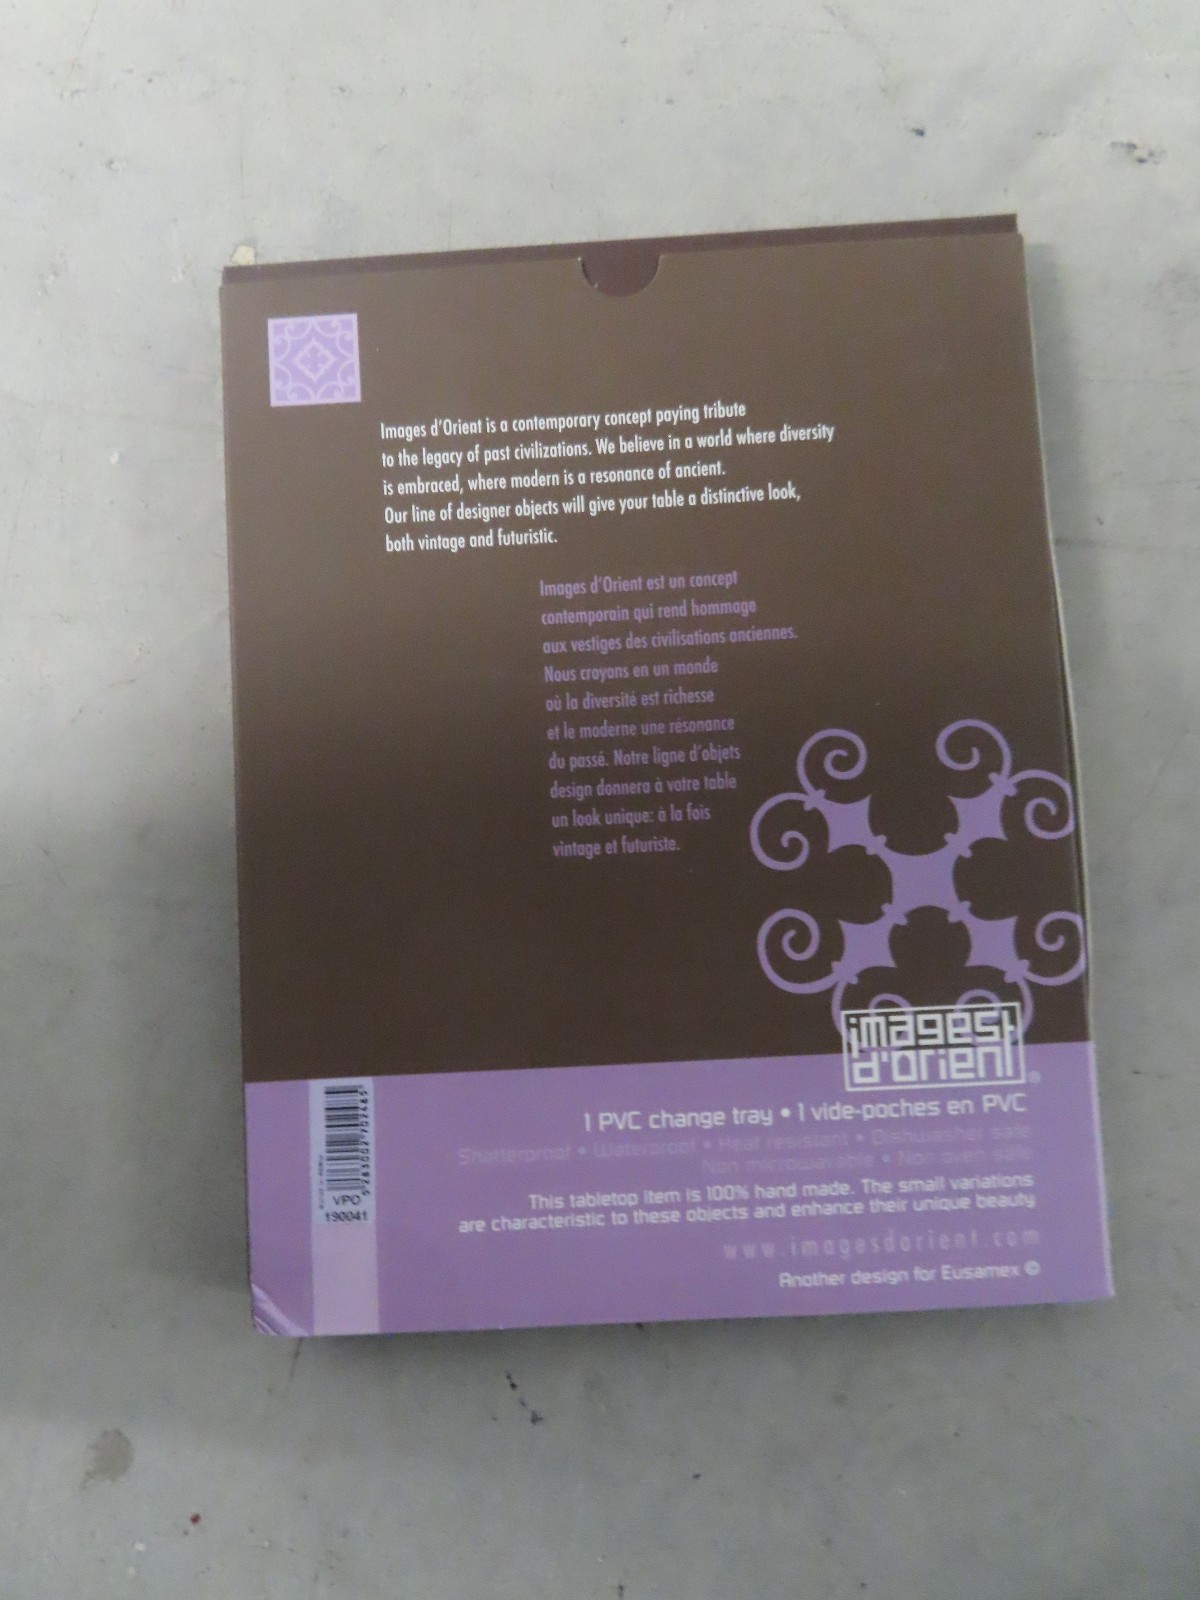 Images d'Orient is a contemporary concept paying tribute
to the legacy of past civilizations. We believe in a world where diversity
is embraced, where modern is a resonance of ancient.
Our line of designer objects will give your table a distinctive look,
both vintage and futuristic.
Images d'Orient est un concept
contemporain qui rend hommage
aux vestiges des civilisations anciennes.
Nous croyons en un monde
où la diversité est richesse
et le moderne une résonance
du passé. Notre ligne d'objets
design donnera à votre table
un look unique: à la fois
vintage et futuriste.
images
d'orient®
1 PVC change tray • 1 vide-poches en PVC
Shatterproof • Waterproof • Heat resistant • Dishwasher safe
Non microwavable • Non oven safe
This tabletop item is 100% hand made. The small variations
are characteristic to these objects and enhance their unique beauty
www.imagesdorient.com
Another design for Eusamex ©
5283002702485
VPO
190041